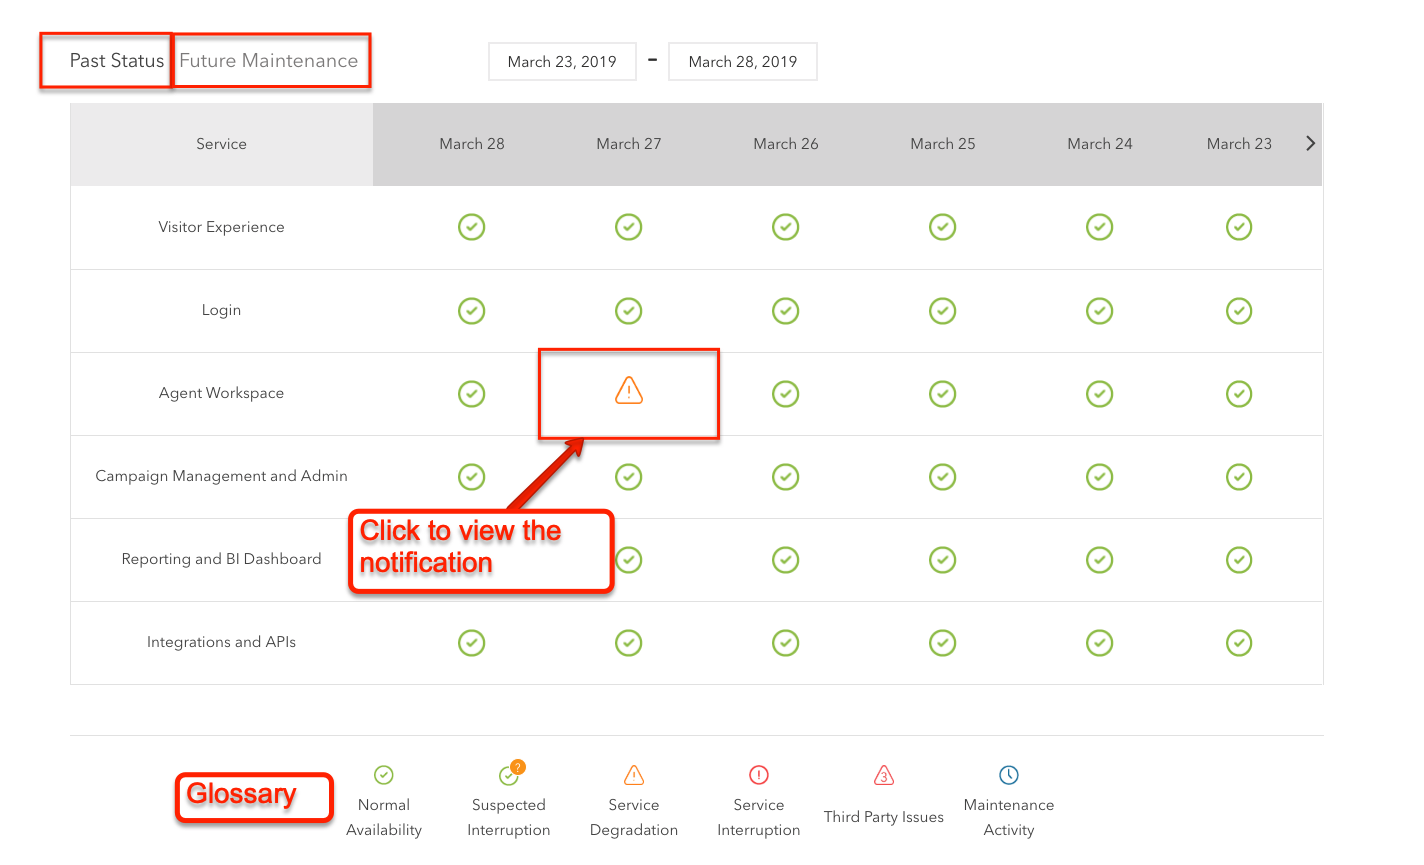 Past Status Future Maintenance March 23, 2019 - March 28, 2019
Service March 28 March 27 March 26 March 25 March 24 March 23
Visitor Experience
Login
Agent Workspace
Campaign Management and Admin
Click to view the
notification
Reporting and BI Dashboard
Integrations and APIs
Glossary
Normal
Availability
?
Suspected
Interruption
!
Service
Degradation
!
Service
Interruption
3
Third Party Issues
Maintenance
Activity